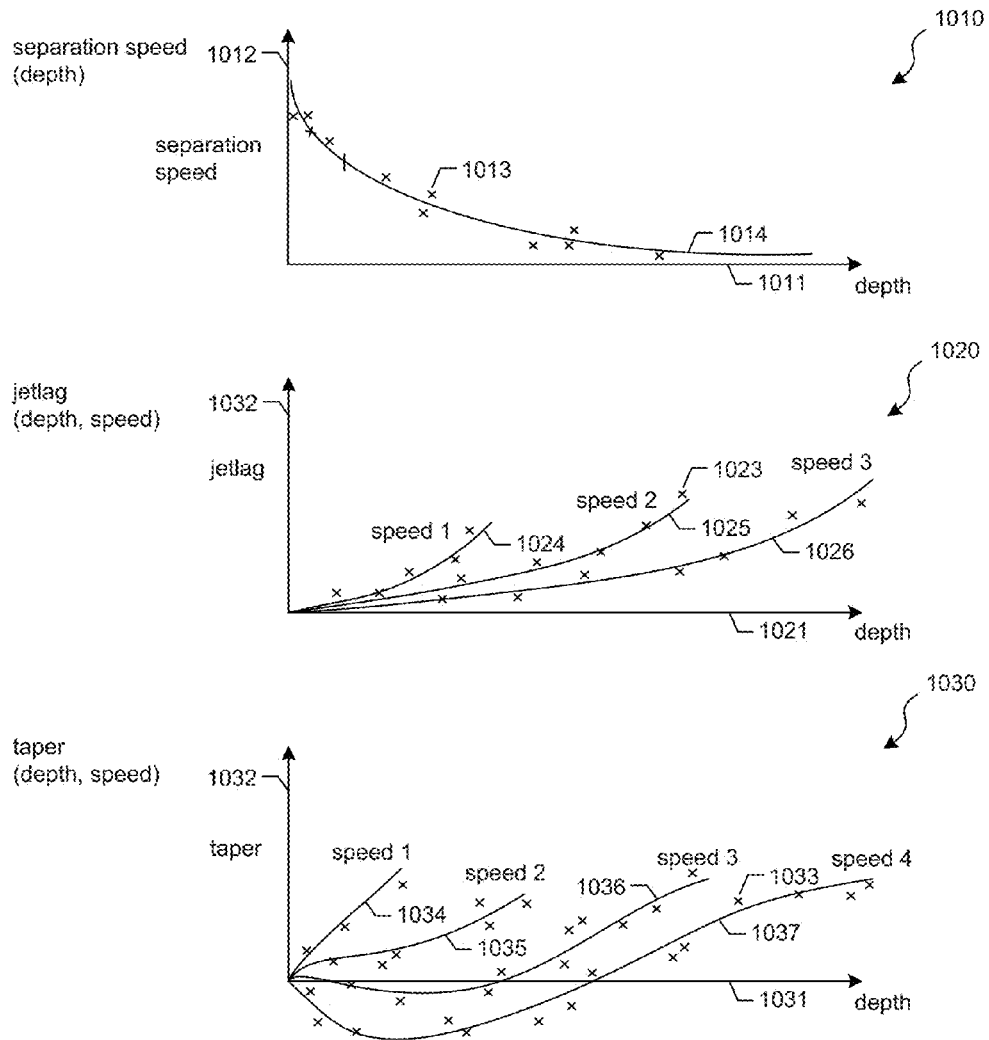 1010
separation speed
(depth)
1012
separation
speed
1013
1014
1011
depth
1020
jetlag
(depth, speed)
1032
jetlag
speed 1
speed 2
speed 3
1023
1024
1025
1026
1021
depth
1030
taper
(depth, speed)
1032
taper
speed 1
speed 2
speed 3
speed 4
1036
1033
1034
1035
1037
1031
depth